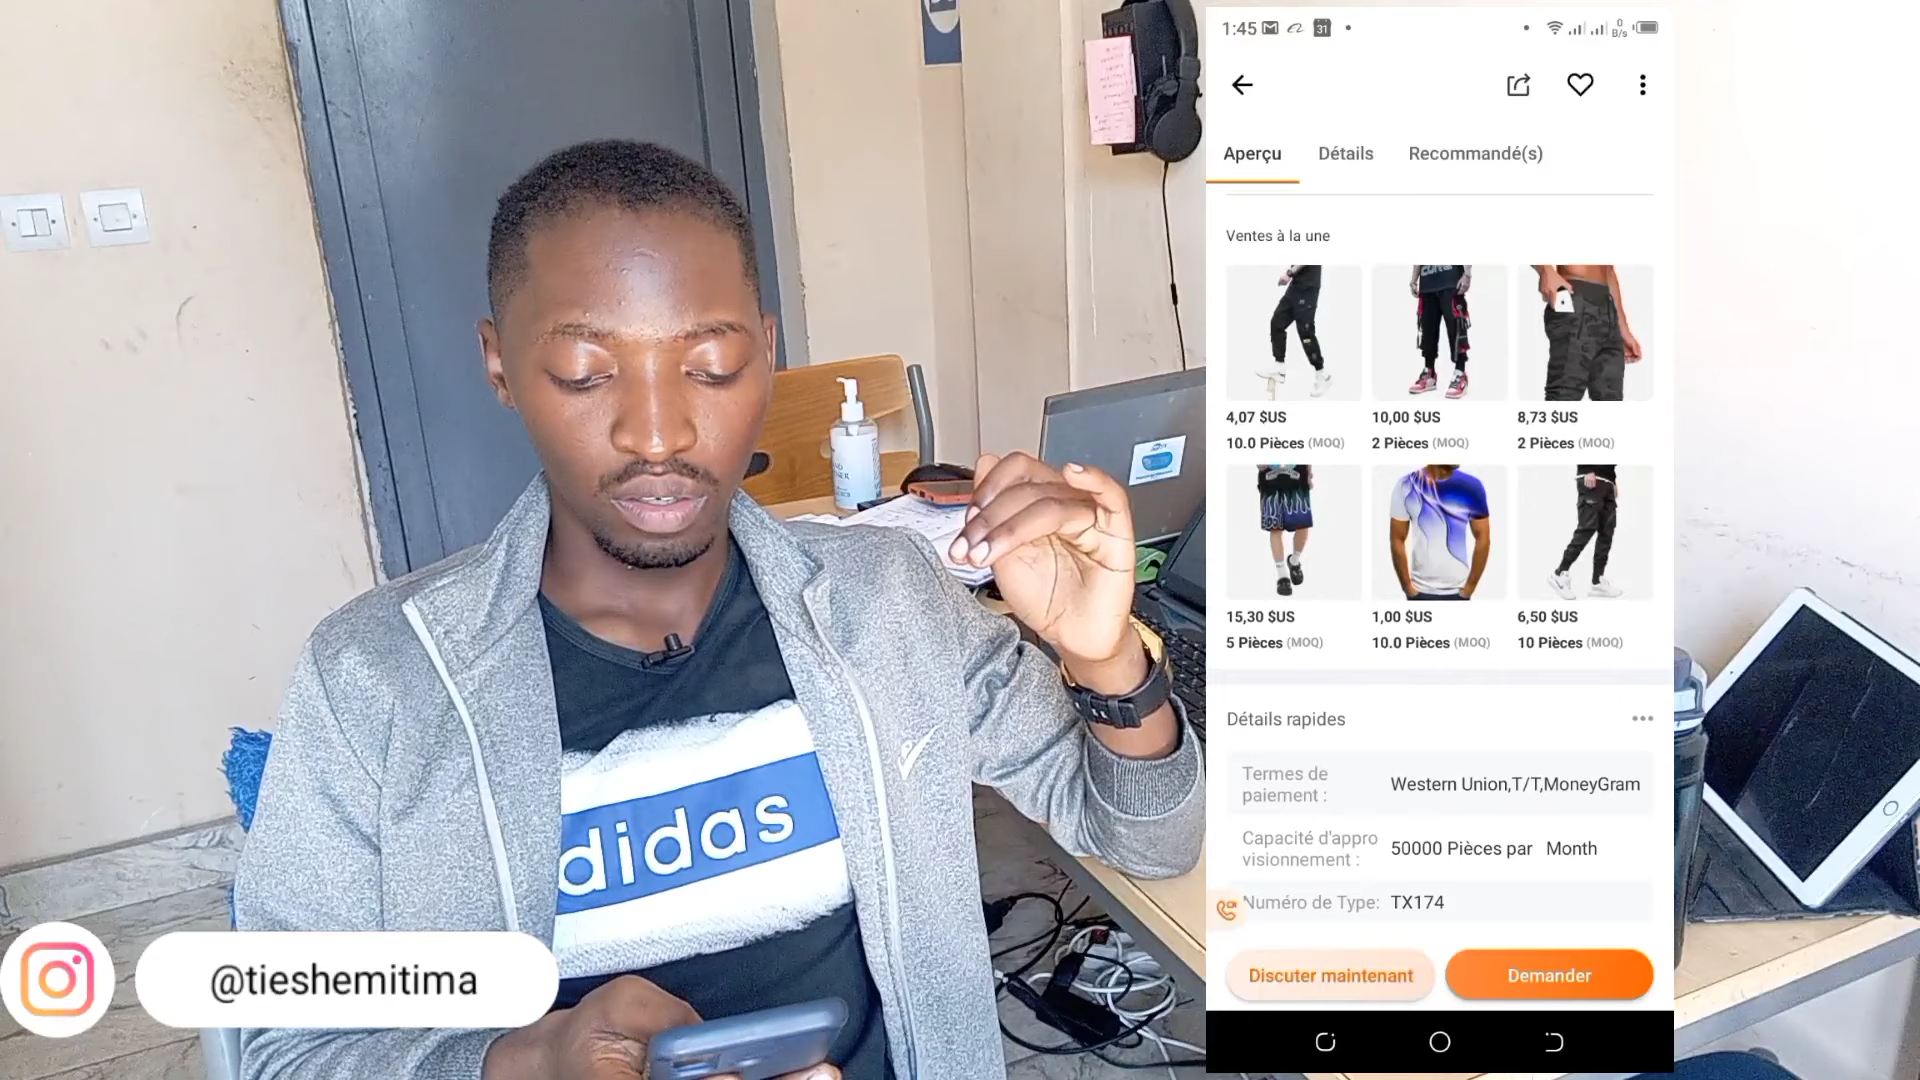 1:45
31
0
B/s
Aperçu Détails Recommandé(s)
Ventes à la une
4,07 $US 10,00 $US 8,73 $US
10.0 Pièces (MOQ) 2 Pièces (MOQ) 2 Pièces (MOQ)
15,30 $US 1,00 $US 6,50 $US
5 Pièces (MOQ) 10.0 Pièces (MOQ) 10 Pièces (MOQ)
Détails rapides
Termes de
paiement :
Western Union,T/T,MoneyGram
Capacité d'appro
visionnement :
50000 Pièces par Month
Numéro de Type: TX174
Discuter maintenant Demander
didas
@tieshemitima